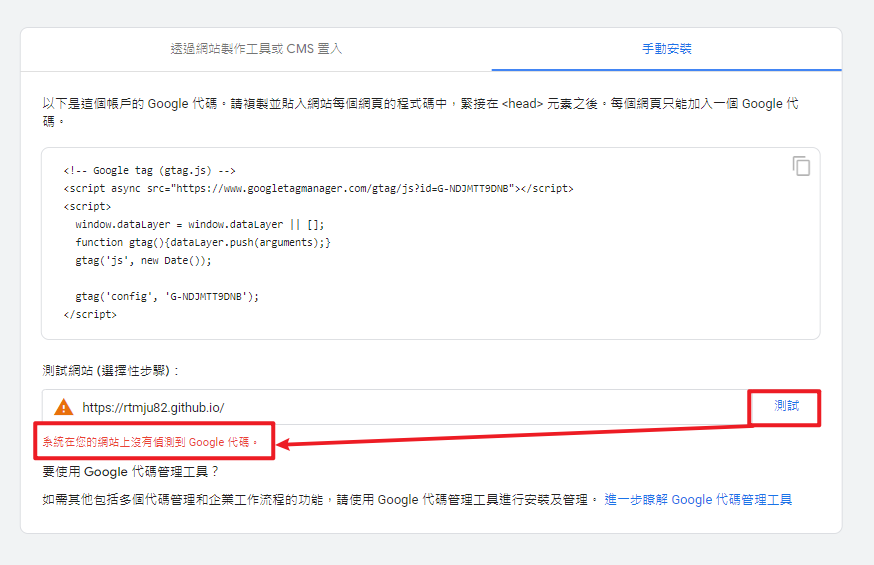 透過網站製作工具或 CMS 置入
手動安裝
以下是這個帳戶的 Google 代碼。請複製並貼入網站每個網頁的程式碼中，緊接在 <head> 元素之後。每個網頁只能加入一個 Google 代
碼。
<!-- Google tag (gtag.js) -->
<script async src="https://www.googletagmanager.com/gtag/js?id=G-NDJMTT9DNB"></script>
<script>
  window.dataLayer = window.dataLayer || [];
  function gtag(){dataLayer.push(arguments);}
  gtag('js', new Date());
  gtag('config', 'G-NDJMTT9DNB');
</script>
測試網站 (選擇性步驟)：
https://rtmju82.github.io/
測試
系統在您的網站上沒有偵測到 Google 代碼。
要使用 Google 代碼管理工具？
如需其他包括多個代碼管理和企業工作流程的功能，請使用 Google 代碼管理工具進行安裝及管理。 進一步瞭解 Google 代碼管理工具